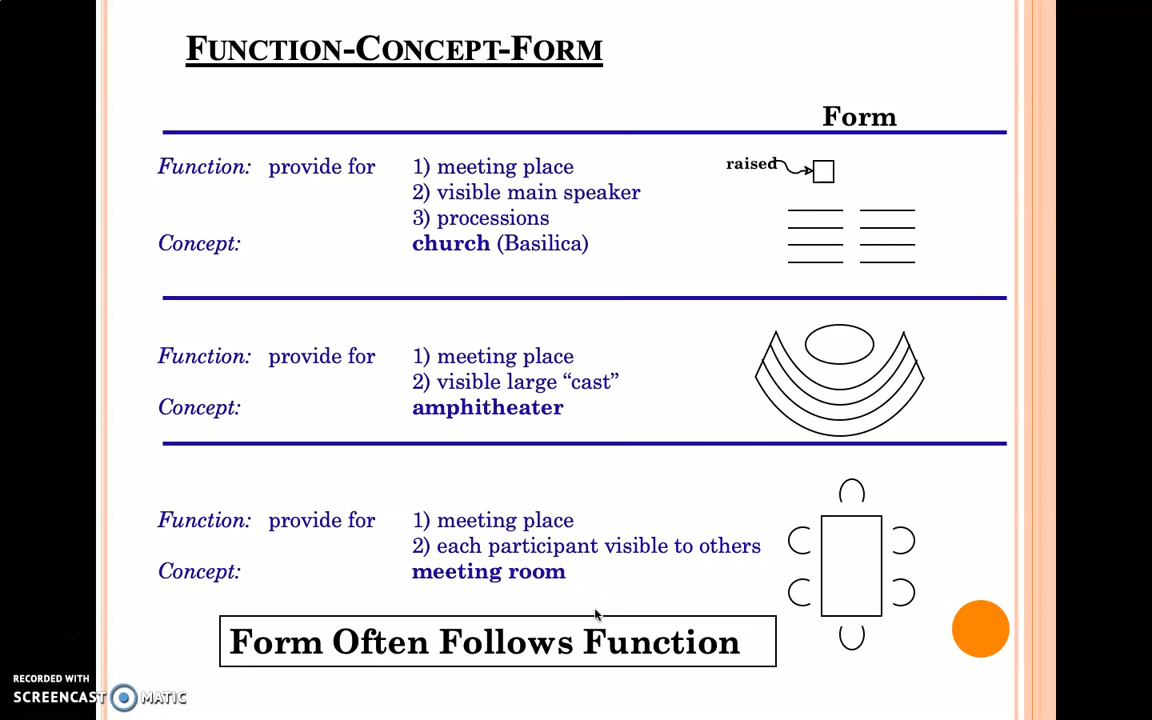 FUNCTION-CONCEPT-FORM
Form
Function: provide for 1) meeting place
raised
2) visible main speaker
3) processions
Concept: church (Basilica)
Function: provide for 1) meeting place
2) visible large “cast”
Concept: amphitheater
Function: provide for 1) meeting place
2) each participant visible to others
Concept: meeting room
Form Often Follows Function
RECORDED WITH
SCREENCAST MATIC